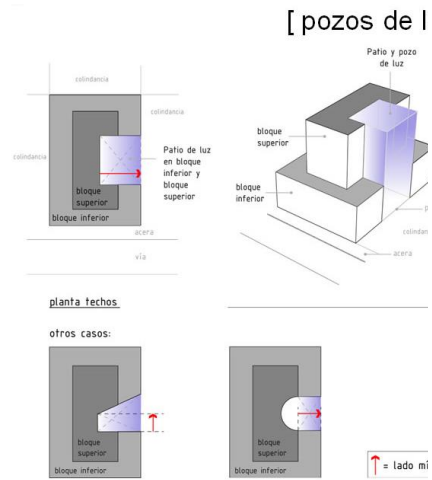 [ pozos de l
colindancia
colindancia
colindancia
Patio de luz
en bloque
inferior y
bloque
superior
bloque
superior
bloque inferior
acera
vía
Patio y pozo
de luz
bloque
superior
bloque
inferior
colindan
acera
planta techos
otros casos:
bloque
superior
bloque inferior
bloque
superior
bloque inferior
= lado mí